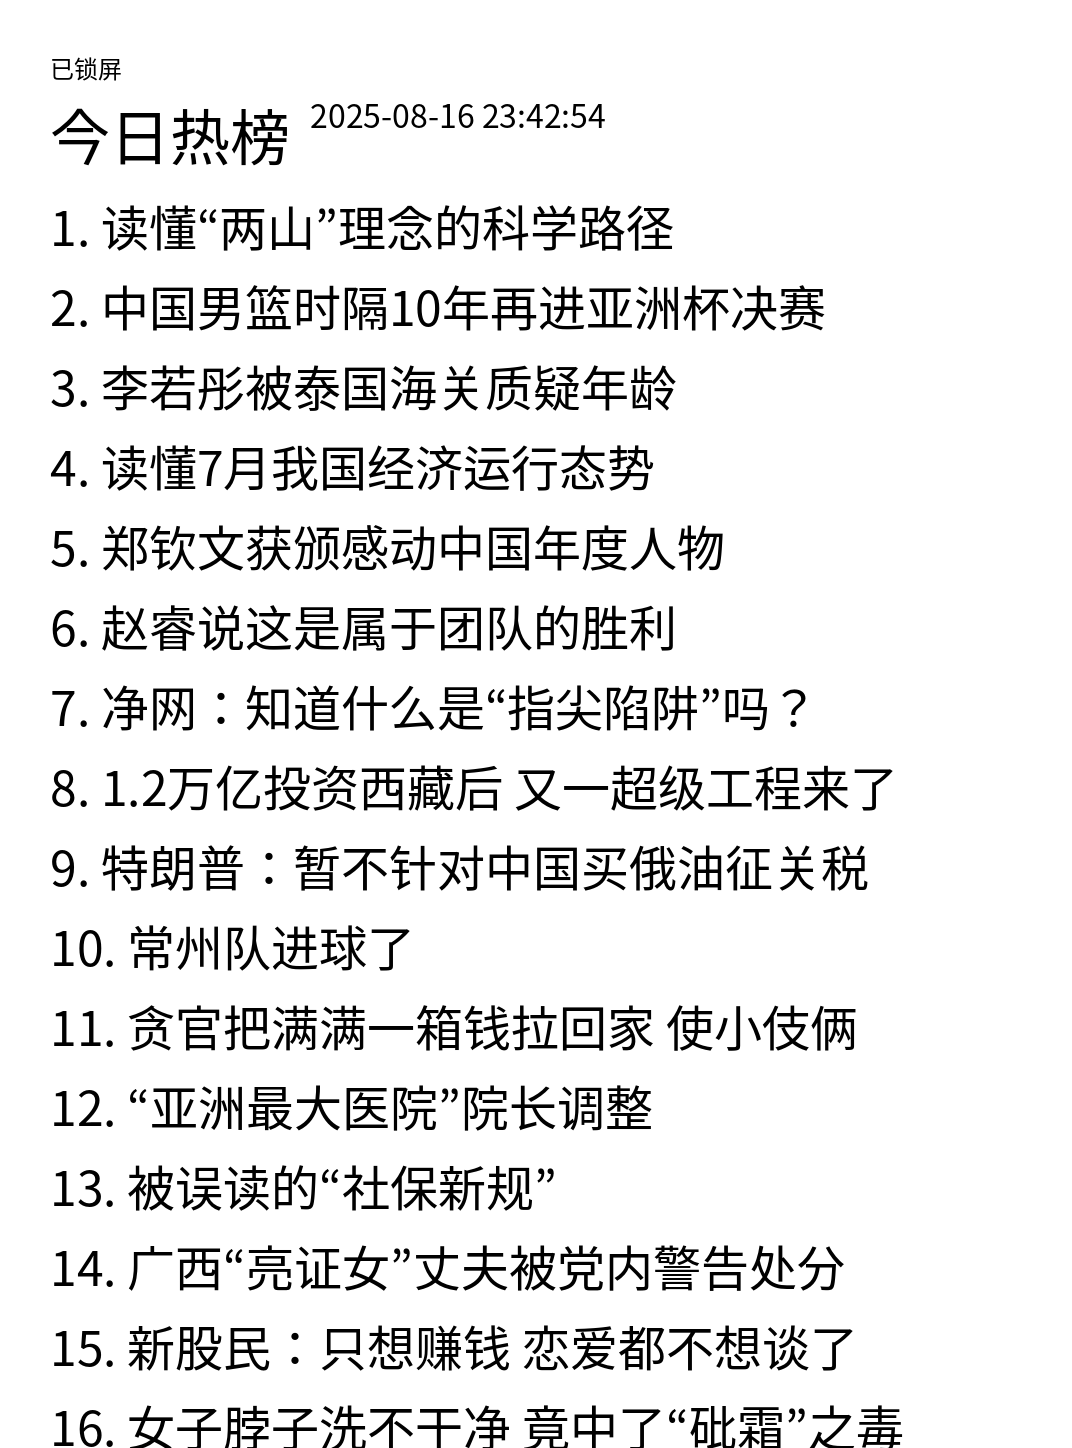 已锁屏
今日热榜 2025-08-16 23:42:54
1. 读懂“两山”理念的科学路径
2. 中国男篮时隔10年再进亚洲杯决赛
3. 李若彤被泰国海关质疑年龄
4. 读懂7月我国经济运行态势
5. 郑钦文获颁感动中国年度人物
6. 赵睿说这是属于团队的胜利
7. 净网：知道什么是“指尖陷阱”吗？
8. 1.2万亿投资西藏后 又一超级工程来了
9. 特朗普：暂不针对中国买俄油征关税
10. 常州队进球了
11. 贪官把满满一箱钱拉回家 使小伎俩
12. “亚洲最大医院”院长调整
13. 被误读的“社保新规”
14. 广西“亮证女”丈夫被党内警告处分
15. 新股民：只想赚钱 恋爱都不想谈了
16. 女子脖子洗不干净 竟中了“砒霜”之毒